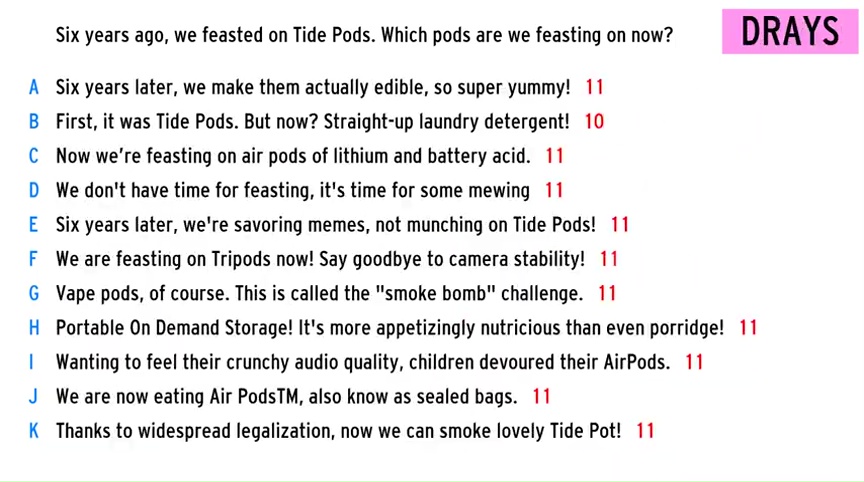 Six years ago, we feasted on Tide Pods. Which pods are we feasting on now?
DRAYS
A Six years later, we make them actually edible, so super yummy! 11
B First, it was Tide Pods. But now? Straight-up laundry detergent! 10
C Now we're feasting on air pods of lithium and battery acid. 11
D We don't have time for feasting, it's time for some mewing 11
E Six years later, we're savoring memes, not munching on Tide Pods! 11
F We are feasting on Tripods now! Say goodbye to camera stability! 11
G Vape pods, of course. This is called the "smoke bomb" challenge. 11
H Portable On Demand Storage! It's more appetizingly nutricious than even porridge! 11
I Wanting to feel their crunchy audio quality, children devoured their AirPods. 11
J We are now eating Air PodsTM, also know as sealed bags. 11
K Thanks to widespread legalization, now we can smoke lovely Tide Pot! 11